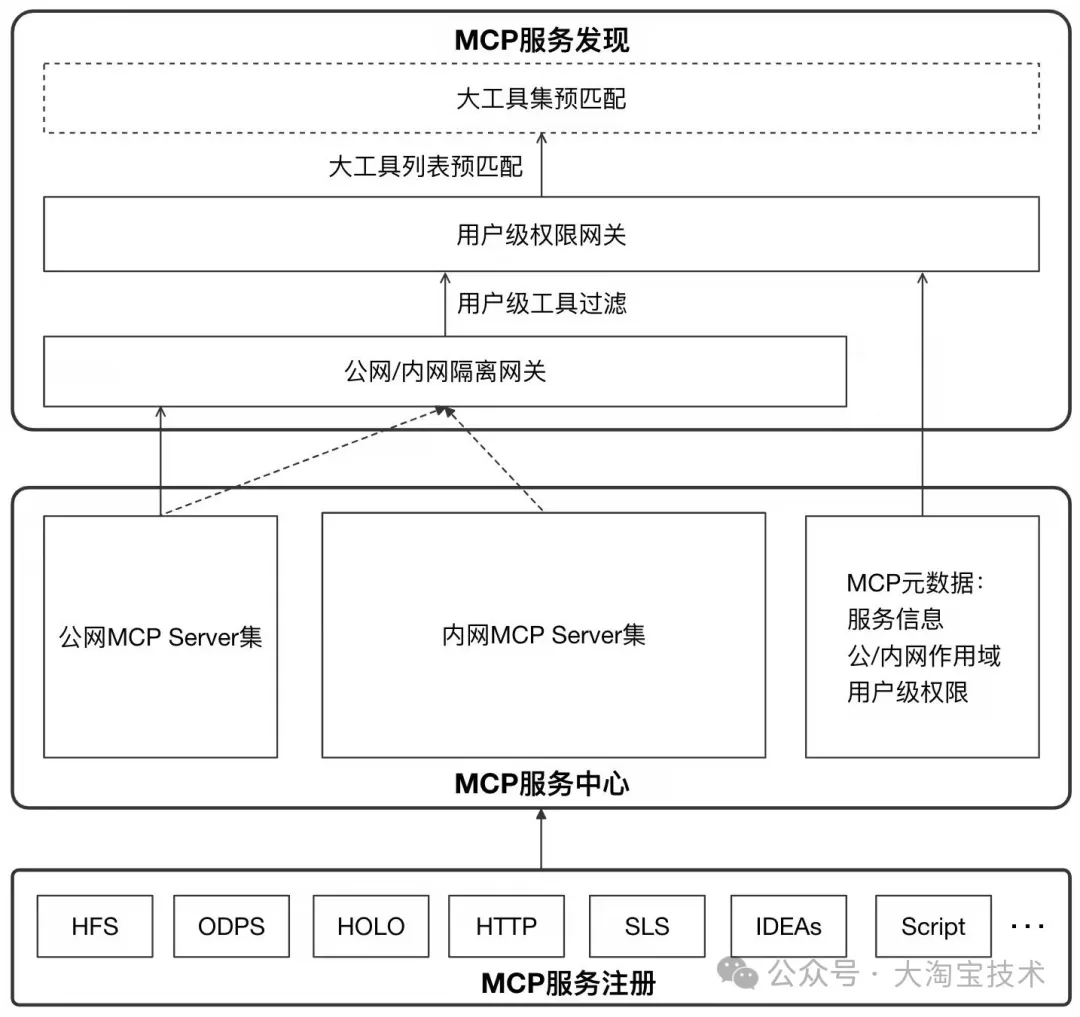 MCP服务发现
大工具集预匹配
大工具列表预匹配
用户级权限网关
用户级工具过滤
公网/内网隔离网关
公网MCP Server集
内网MCP Server集
MCP元数据：
服务信息
公/内网作用域
用户级权限
MCP服务中心
HFS
ODPS
HOLO
HTTP
SLS
IDEAs
Script
···
MCP服务注册
公众号 · 大淘宝技术